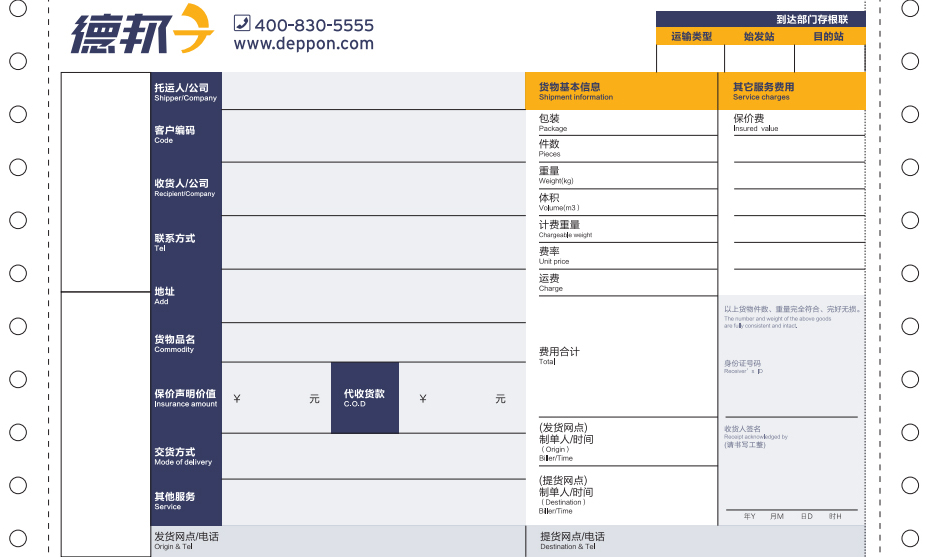 德邦
400-830-5555
www.deppon.com
到达部门存根联
运输类型 始发站 目的站
托运人/公司
Shipper/Company
客户编码
Code
收货人/公司
Recipient/Company
联系方式
Tel
地址
Add
货物品名
Commodity
保价声明价值
Insurance amount
¥ 元
代收货款
C.O.D
¥ 元
交货方式
Mode of delivery
其他服务
Service
发货网点/电话
Origin & Tel
货物基本信息
Shipment information
包装
Package
件数
Pieces
重量
Weight(kg)
体积
Volume(m3)
计费重量
Chargeable weight
费率
Unit price
运费
Charge
费用合计
Total
(发货网点)
制单人/时间
(Origin)
Biller/Time
(提货网点)
制单人/时间
(Destination)
Biller/Time
提货网点/电话
Destination & Tel
其它服务费用
Service charges
保价费
Insured value
以上货物件数、重量完全符合、完好无损。
The number and weight of the above goods
are fully consistent and intact.
身份证号码
Receiver's ID
收货人签名
Receipt acknowledged by
(请书写工整)
年Y 月M 日D 时H